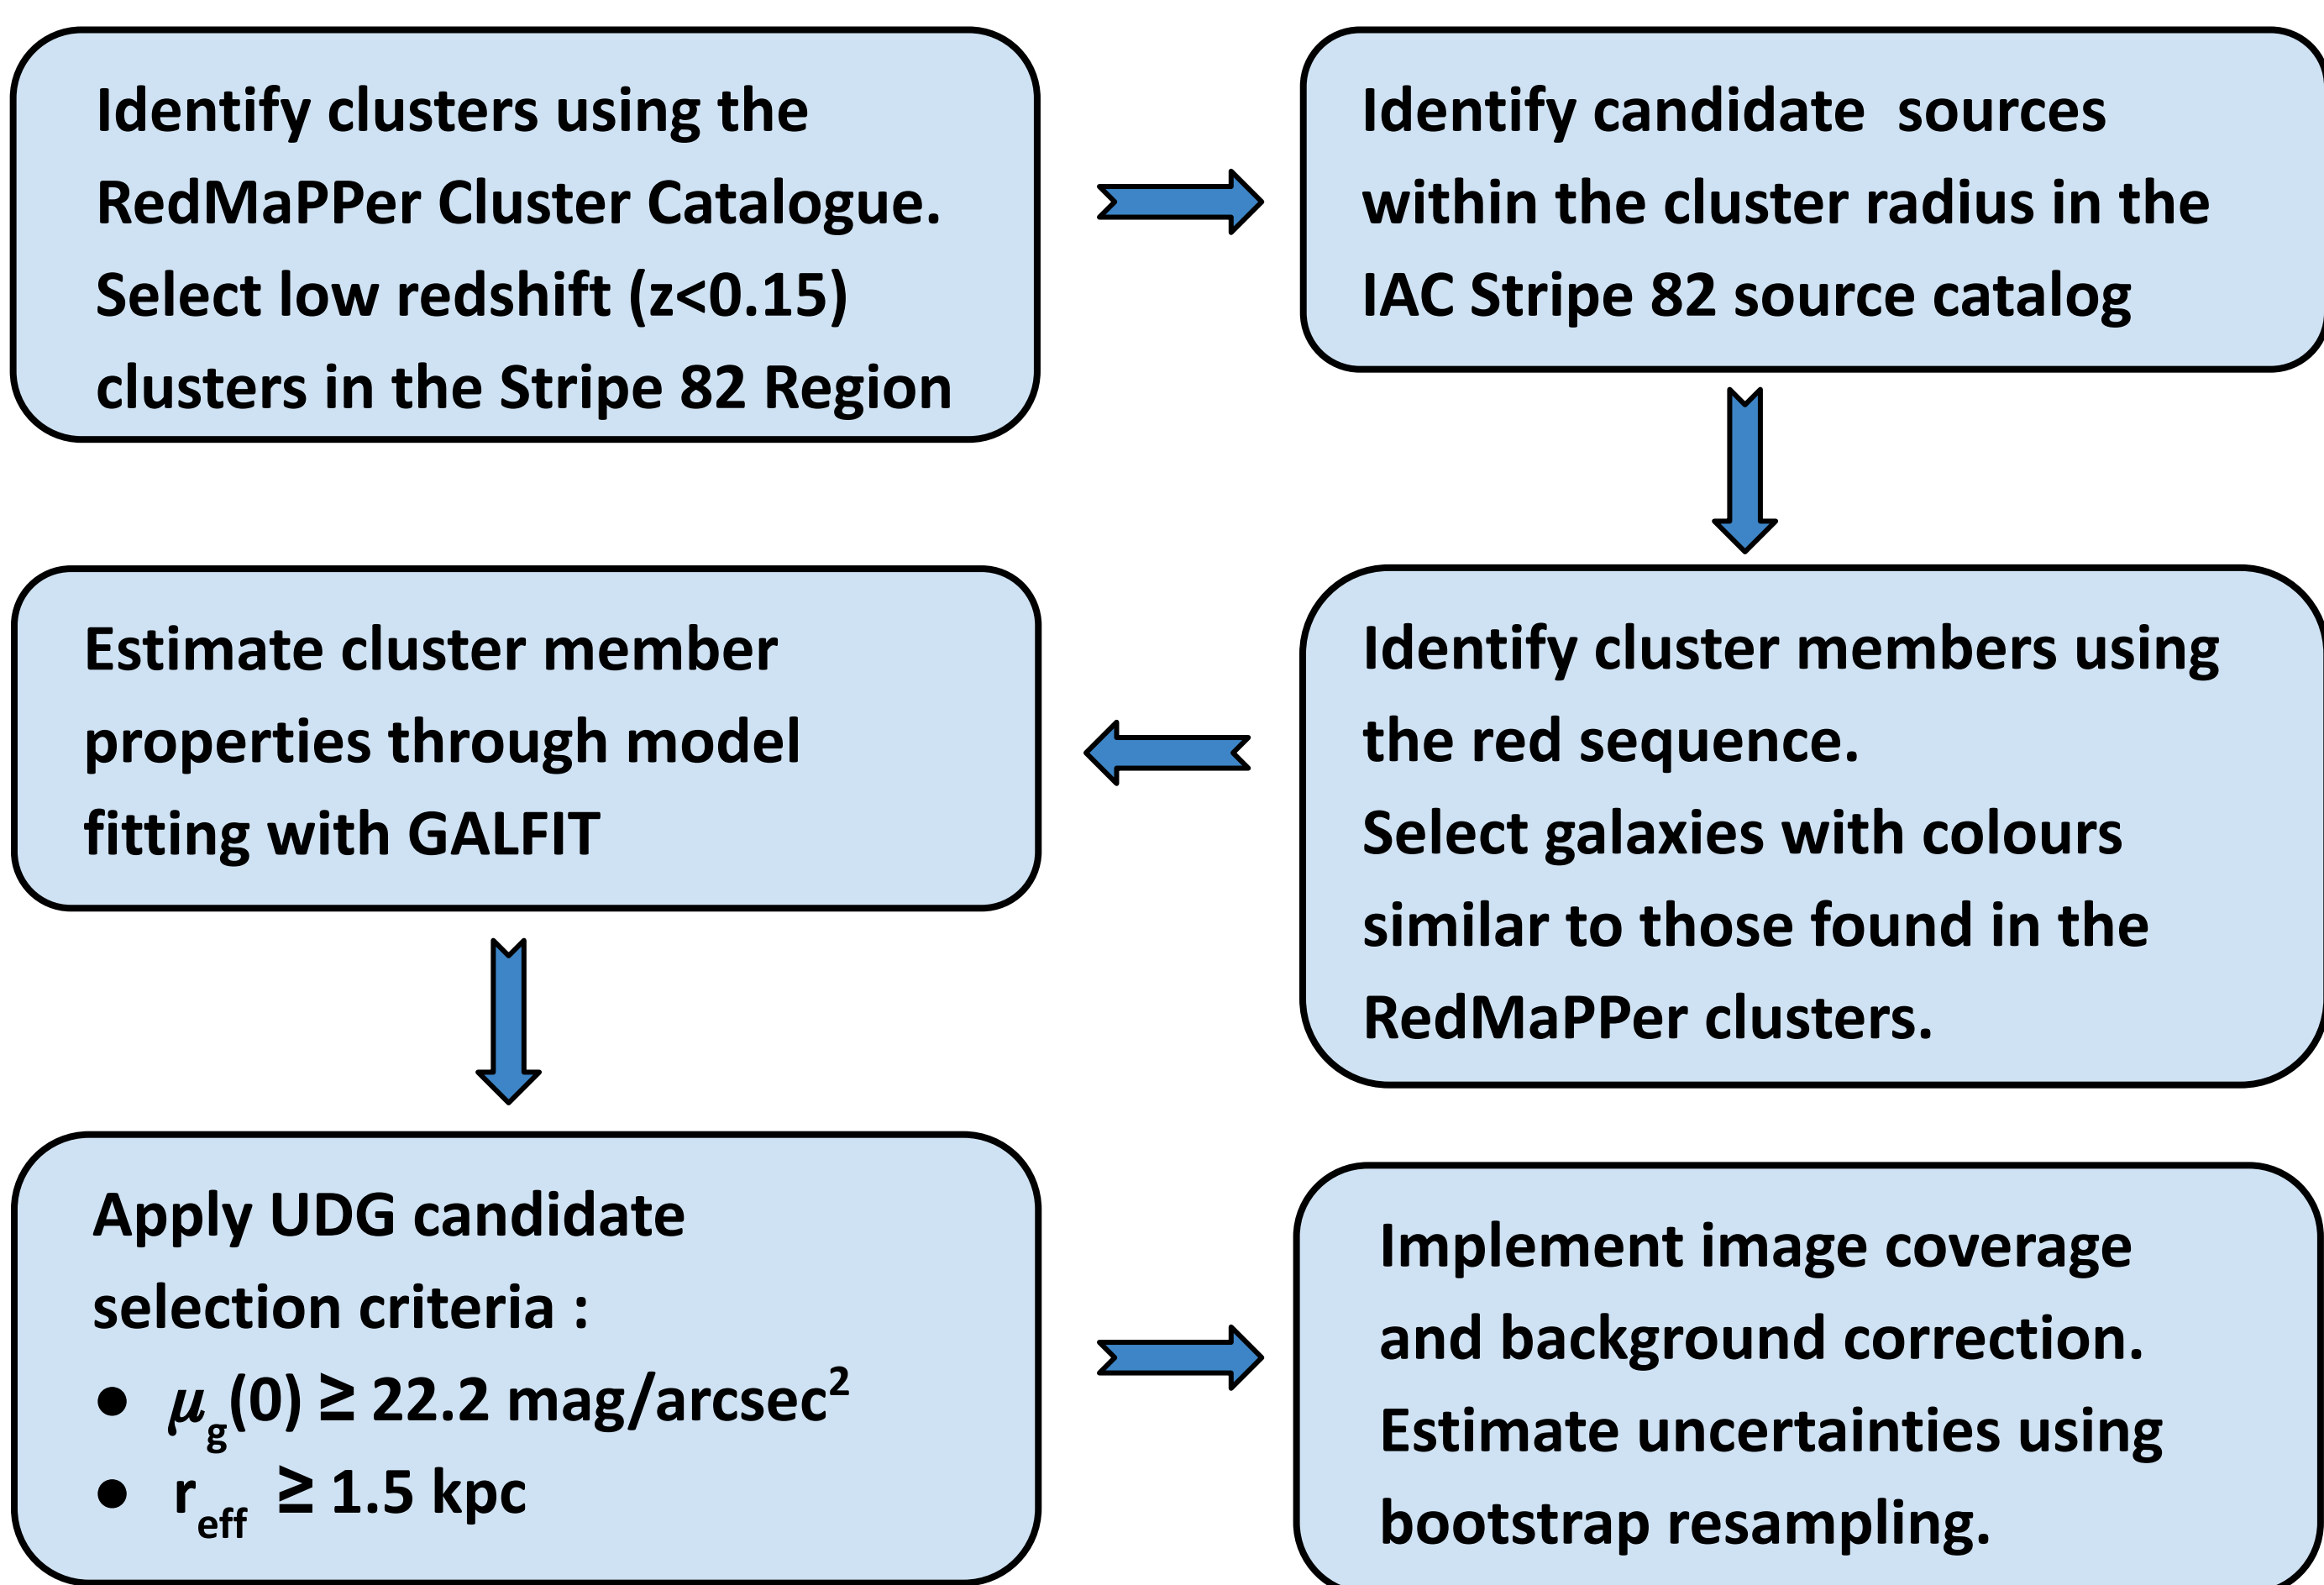 Identify clusters using the
RedMaPPer Cluster Catalogue.
Select low redshift (z<0.15)
clusters in the Stripe 82 Region
Identify candidate  sources
within the cluster radius in the
IAC Stripe 82 source catalog
Identify cluster members using
the red sequence.
Select galaxies with colours
similar to those found in the
RedMaPPer clusters.
Estimate cluster member
properties through model
fitting with GALFIT
Apply UDG candidate
selection criteria :
● μg(0) ≥ 22.2 mag/arcsec²
● reff ≥ 1.5 kpc
Implement image coverage
and background correction.
Estimate uncertainties using
bootstrap resampling.